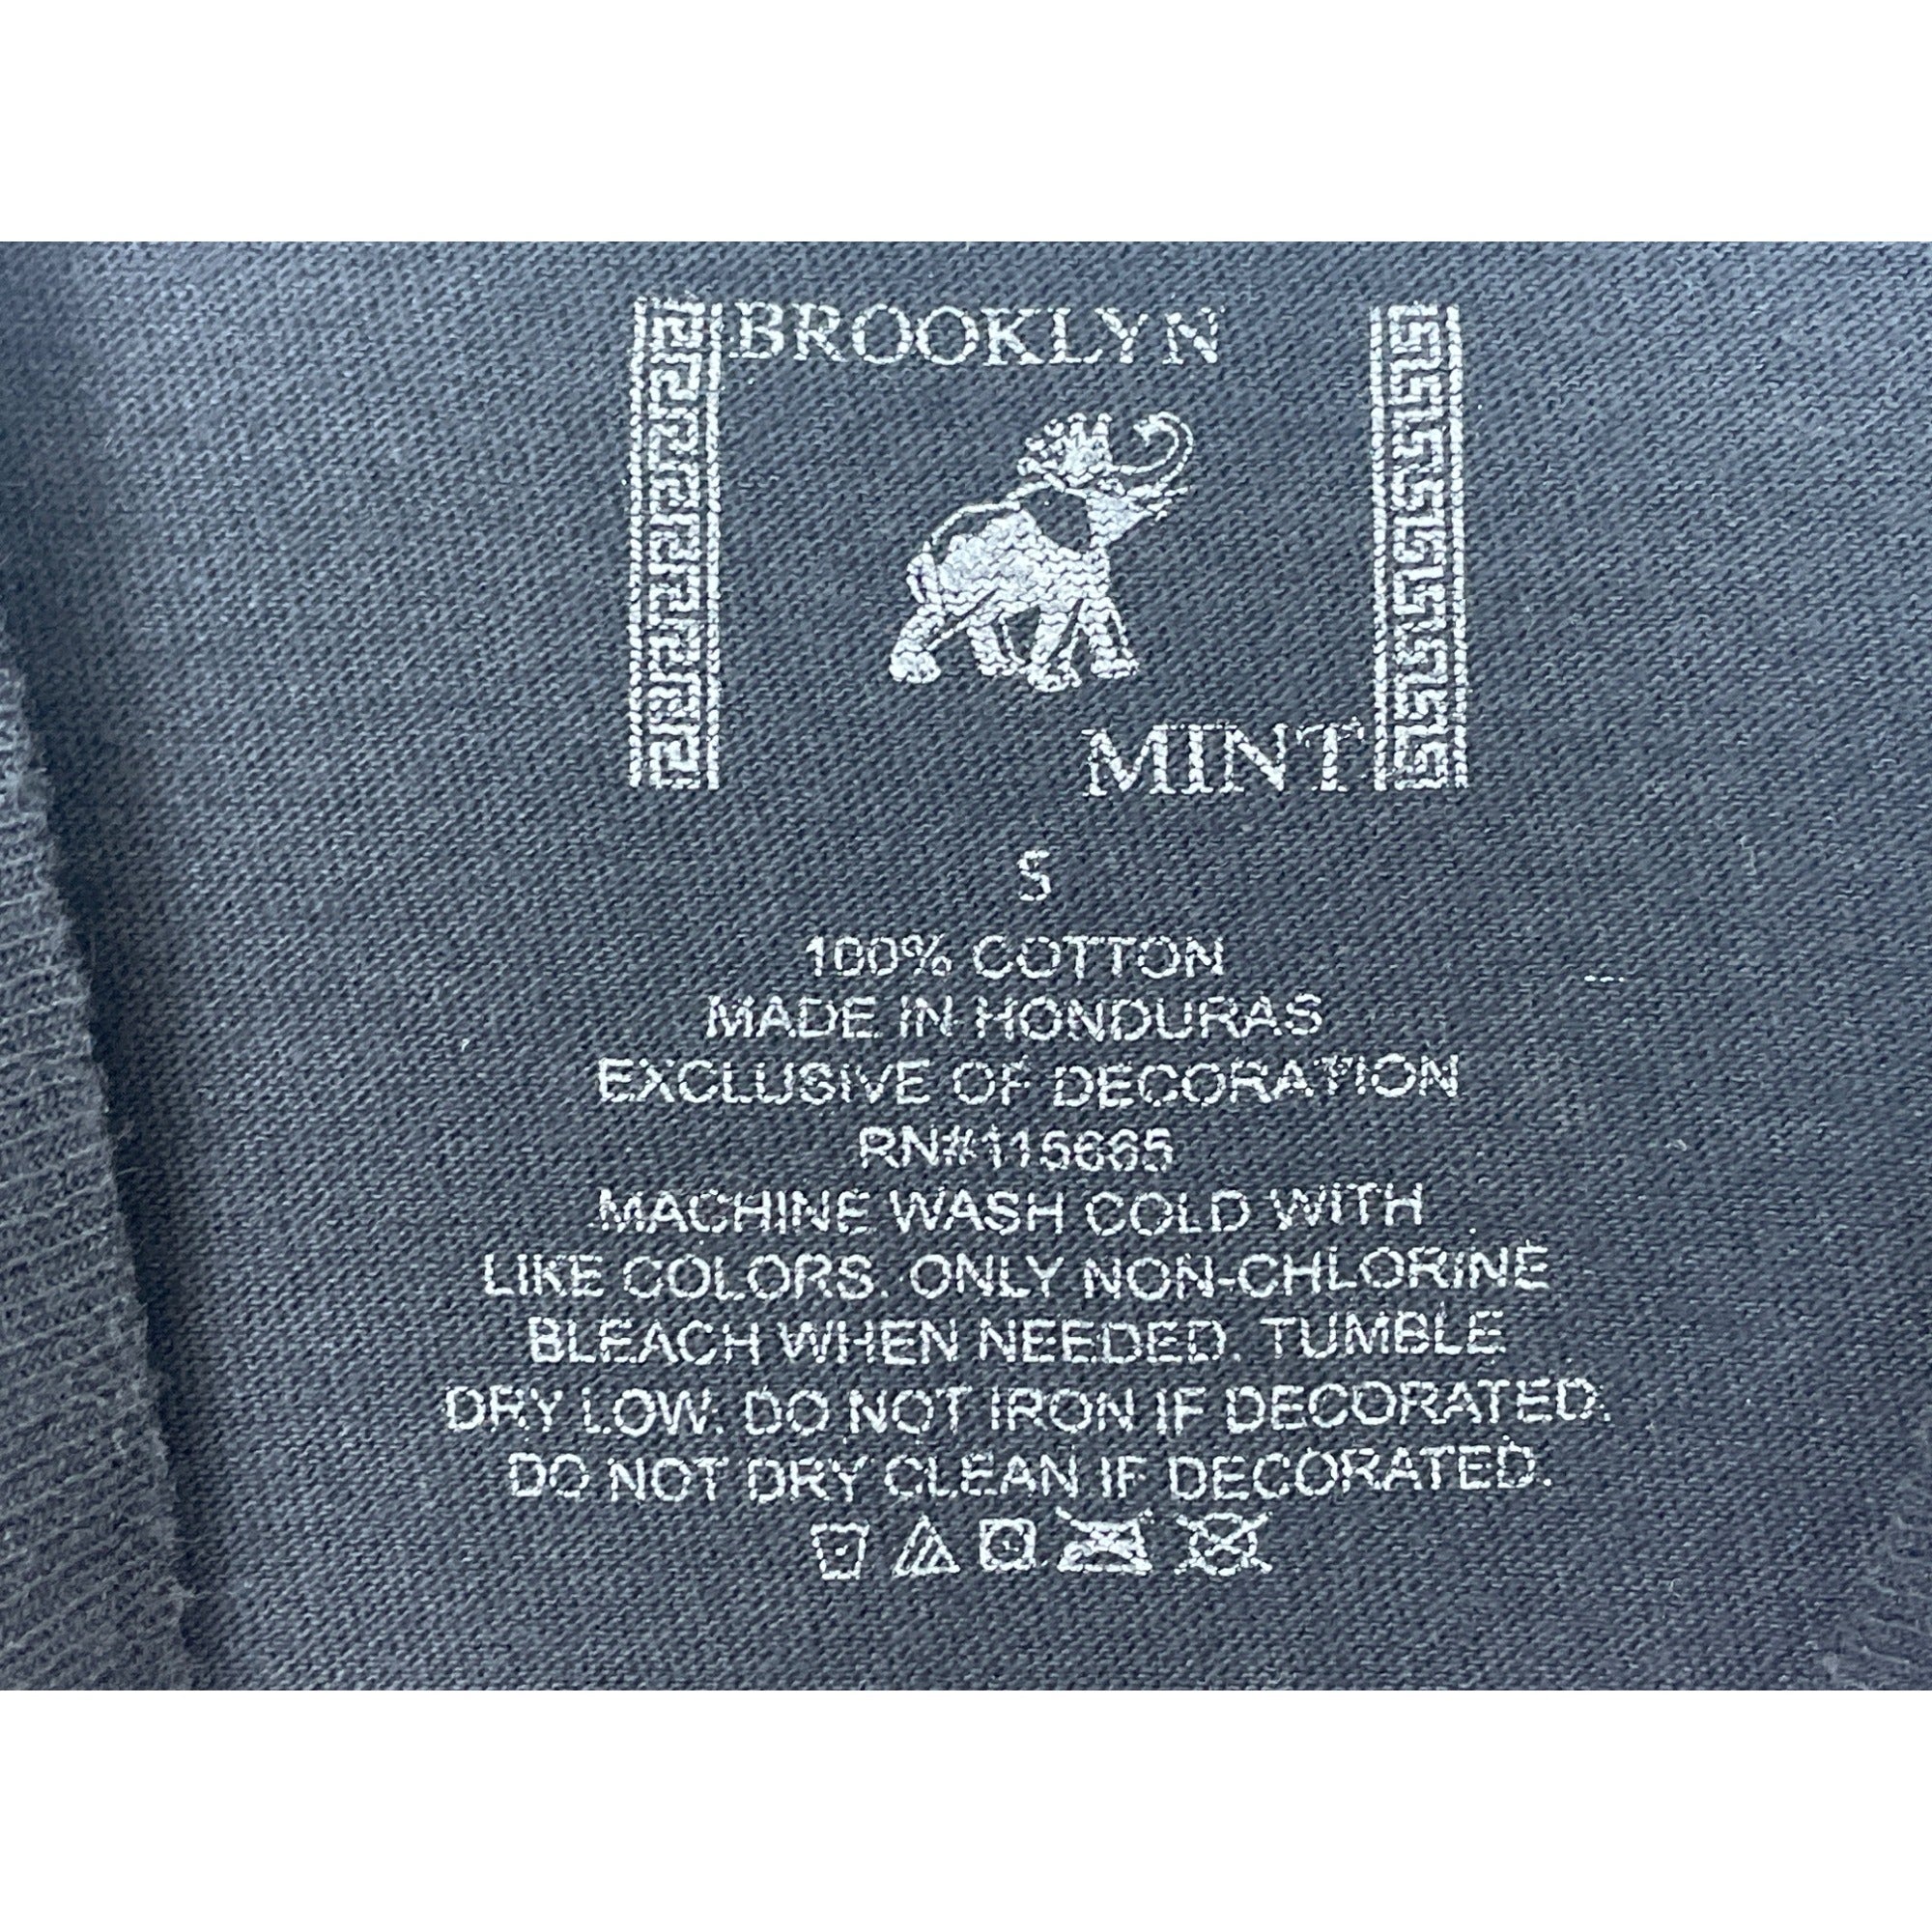 BROOKLYN
MINT
S
100% COTTON
MADE IN HONDURAS
EXCLUSIVE OF DECORATION
RN#115665
MACHINE WASH COLD WITH
LIKE COLORS. ONLY NON-CHLORINE
BLEACH WHEN NEEDED. TUMBLE
DRY LOW. DO NOT IRON IF DECORATED.
DO NOT DRY CLEAN IF DECORATED.